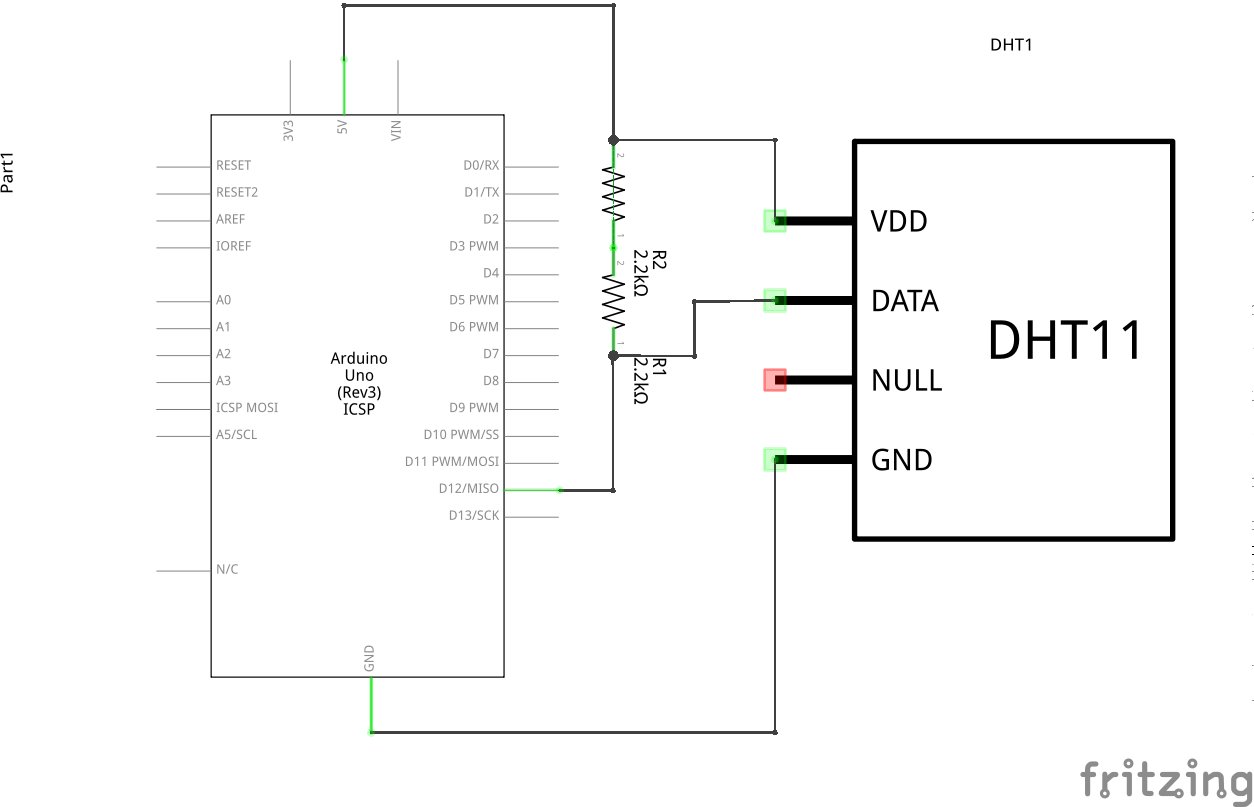 DHT1
Part1
3V3
5V
VIN
RESET
RESET2
AREF
IOREF
A0
A1
A2
A3
ICSP MOSI
A5/SCL
N/C
D0/RX
D1/TX
D2
D3 PWM
D4
D5 PWM
D6 PWM
D7
D8
D9 PWM
D10 PWM/SS
D11 PWM/MOSI
D12/MISO
D13/SCK
Arduino
Uno
(Rev3)
ICSP
GND
2
1
R2
2.2kΩ
2
1
R1
2.2kΩ
VDD
DATA
NULL
GND
DHT11
fritzing